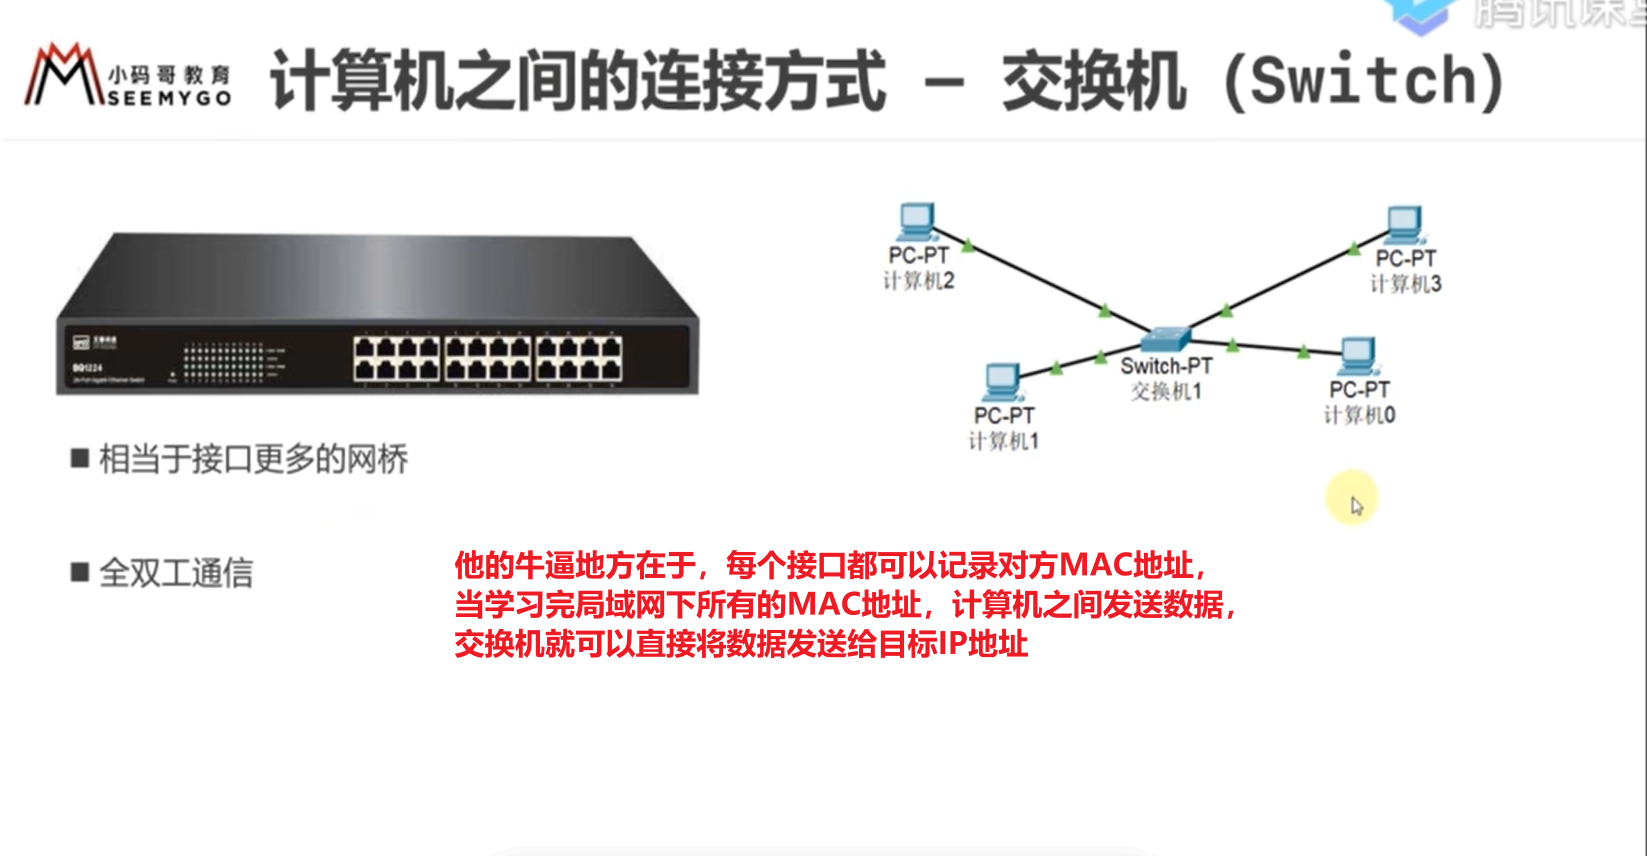 腾讯课堂
小码哥教育
SEEMYGO
计算机之间的连接方式 – 交换机（Switch）
PC-PT
计算机2
PC-PT
计算机3
Switch-PT
交换机1
PC-PT
计算机1
PC-PT
计算机0
BQ1224
■ 相当于接口更多的网桥
■ 全双工通信
他的牛逼地方在于，每个接口都可以记录对方MAC地址，
当学习完局域网下所有的MAC地址，计算机之间发送数据，
交换机就可以直接将数据发送给目标IP地址